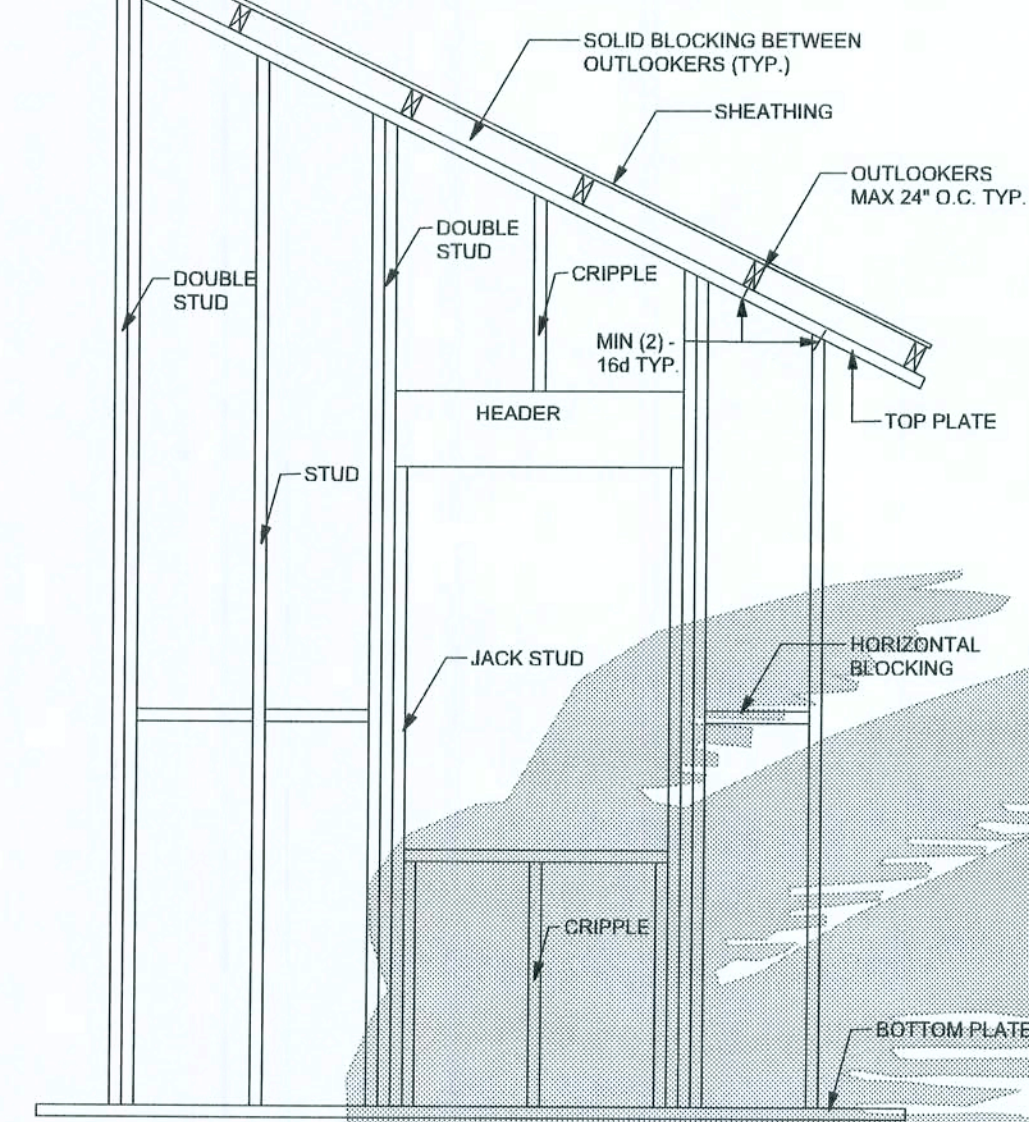 SOLID BLOCKING BETWEEN
OUTLOOKERS (TYP.)
SHEATHING
OUTLOOKERS
MAX 24" O.C. TYP.
DOUBLE
STUD
DOUBLE
STUD
CRIPPLE
MIN (2) -
16d TYP.
HEADER
TOP PLATE
STUD
JACK STUD
HORIZONTAL
BLOCKING
CRIPPLE
BOTTOM PLATE